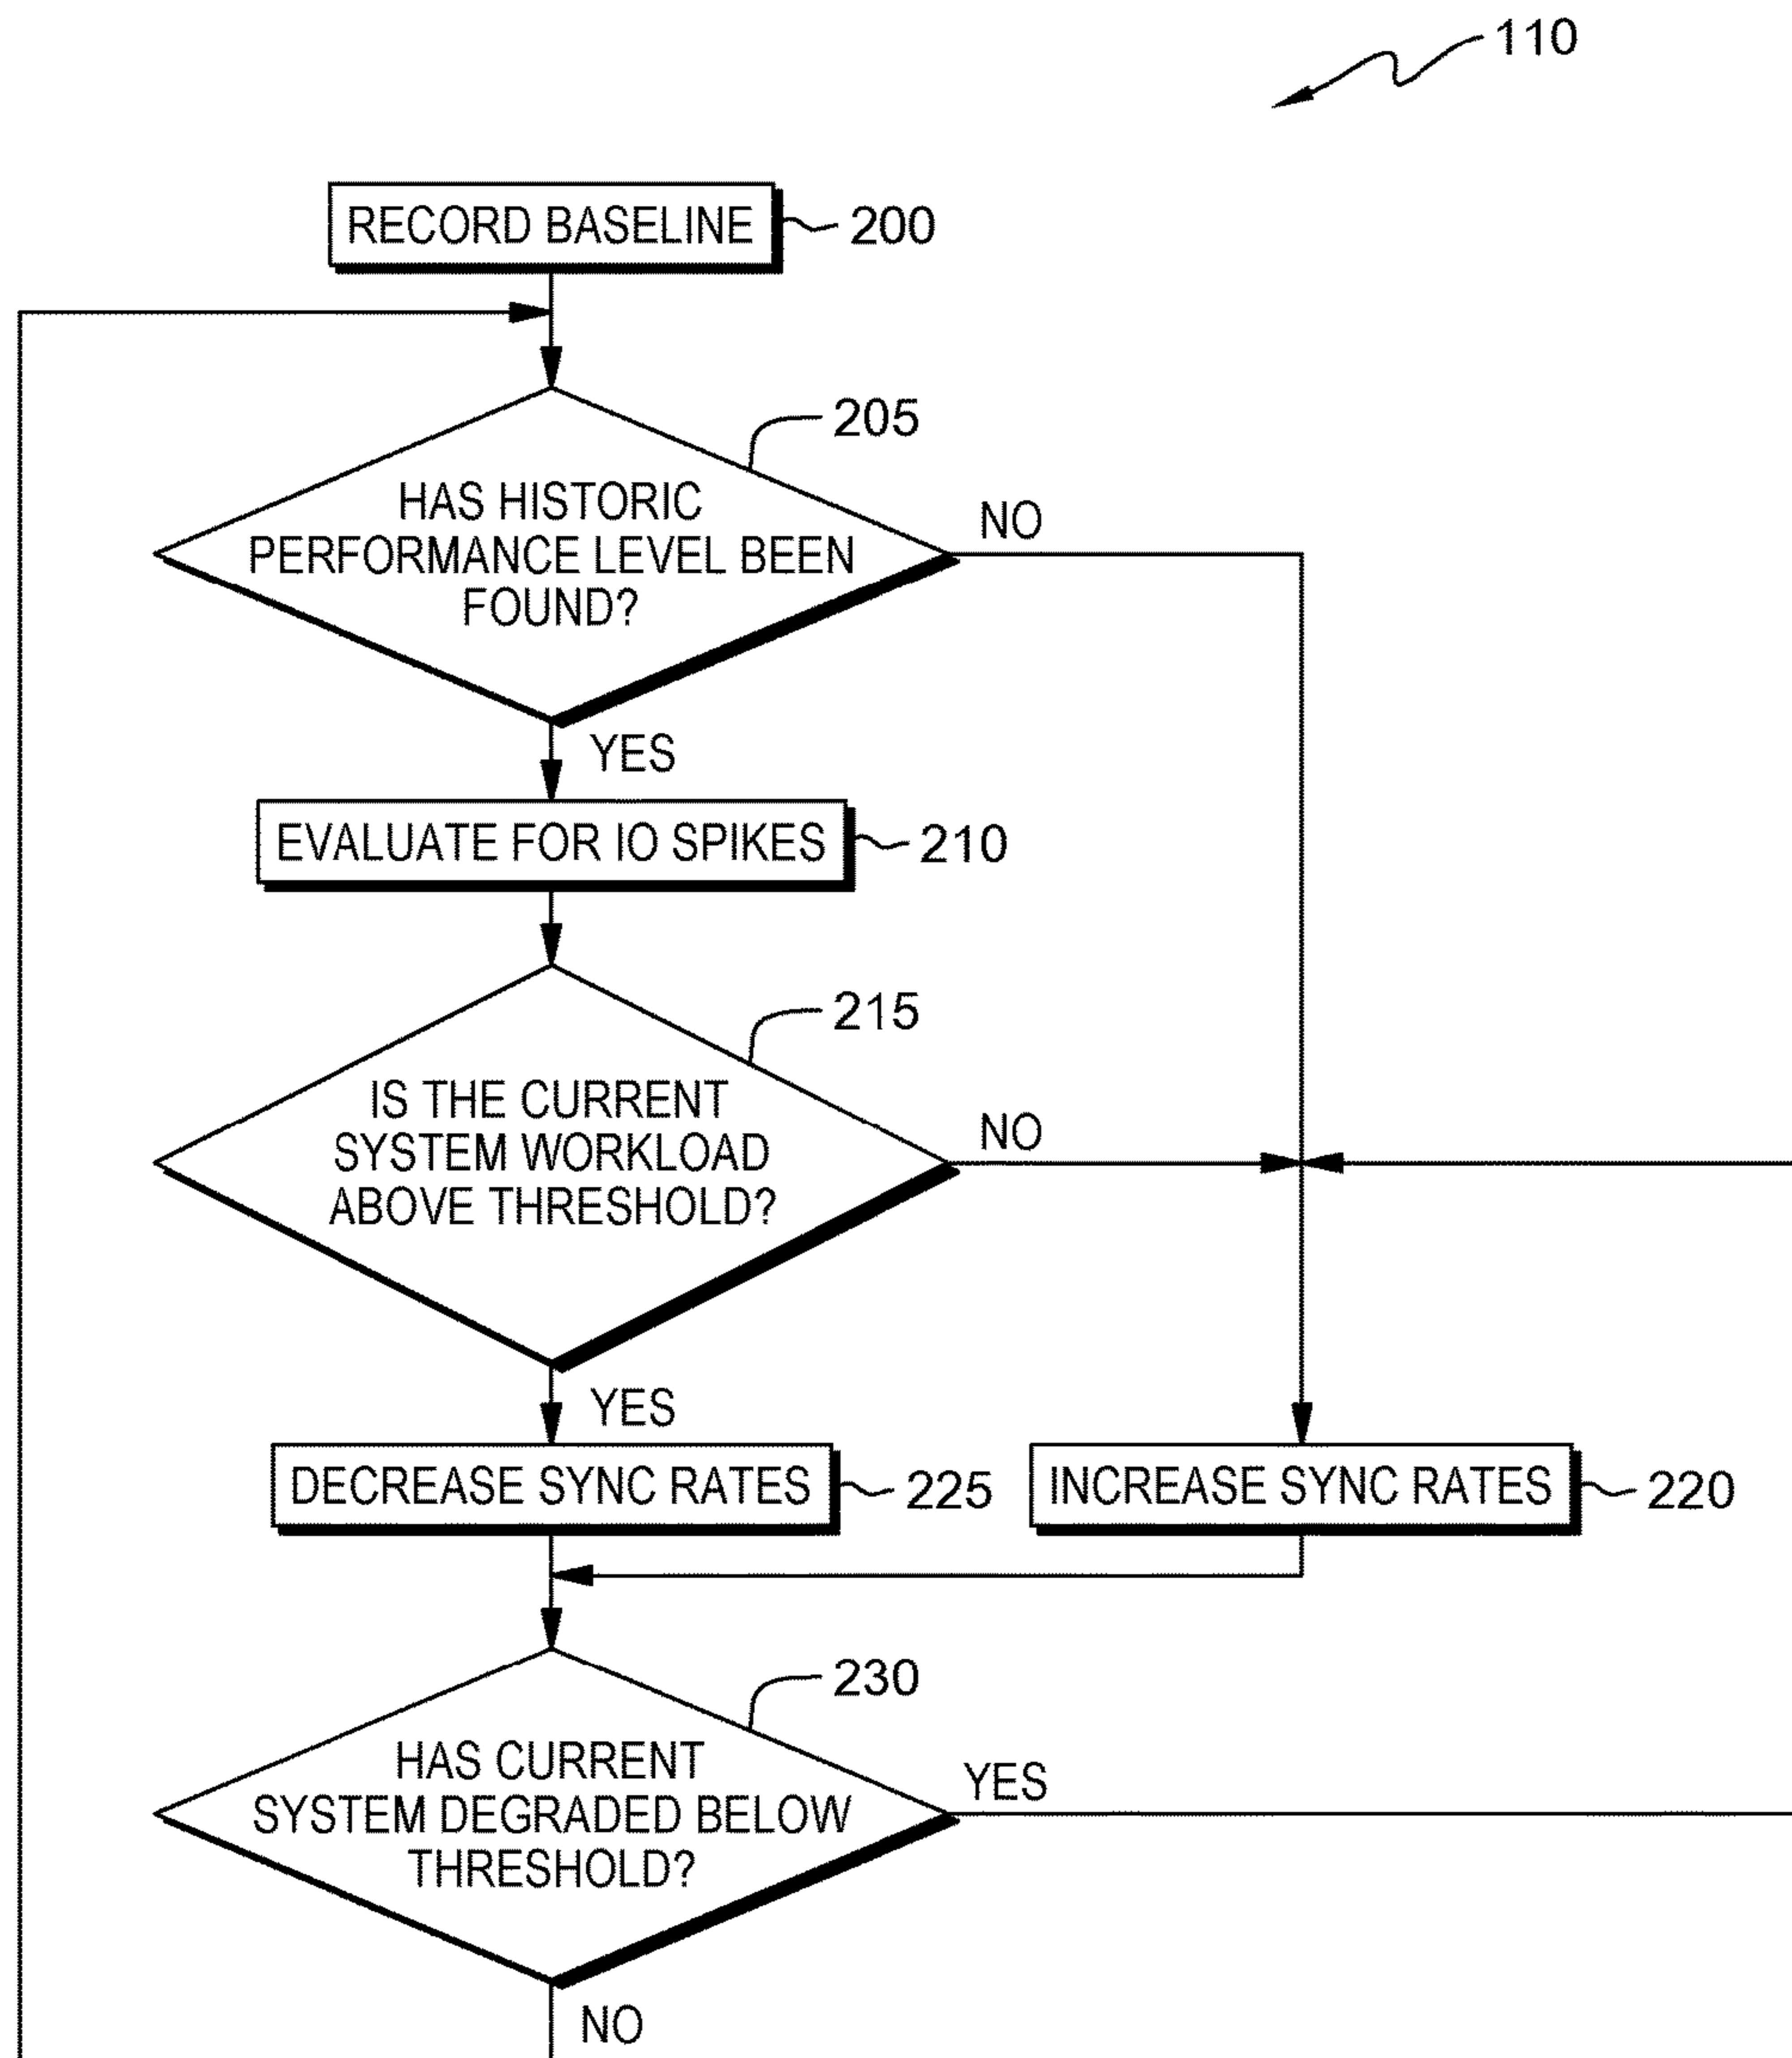 110
RECORD BASELINE
200
205
HAS HISTORIC
PERFORMANCE LEVEL BEEN
FOUND?
NO
YES
EVALUATE FOR IO SPIKES
210
215
IS THE CURRENT
SYSTEM WORKLOAD
ABOVE THRESHOLD?
NO
YES
DECREASE SYNC RATES
225
INCREASE SYNC RATES
220
230
HAS CURRENT
SYSTEM DEGRADED BELOW
THRESHOLD?
YES
NO